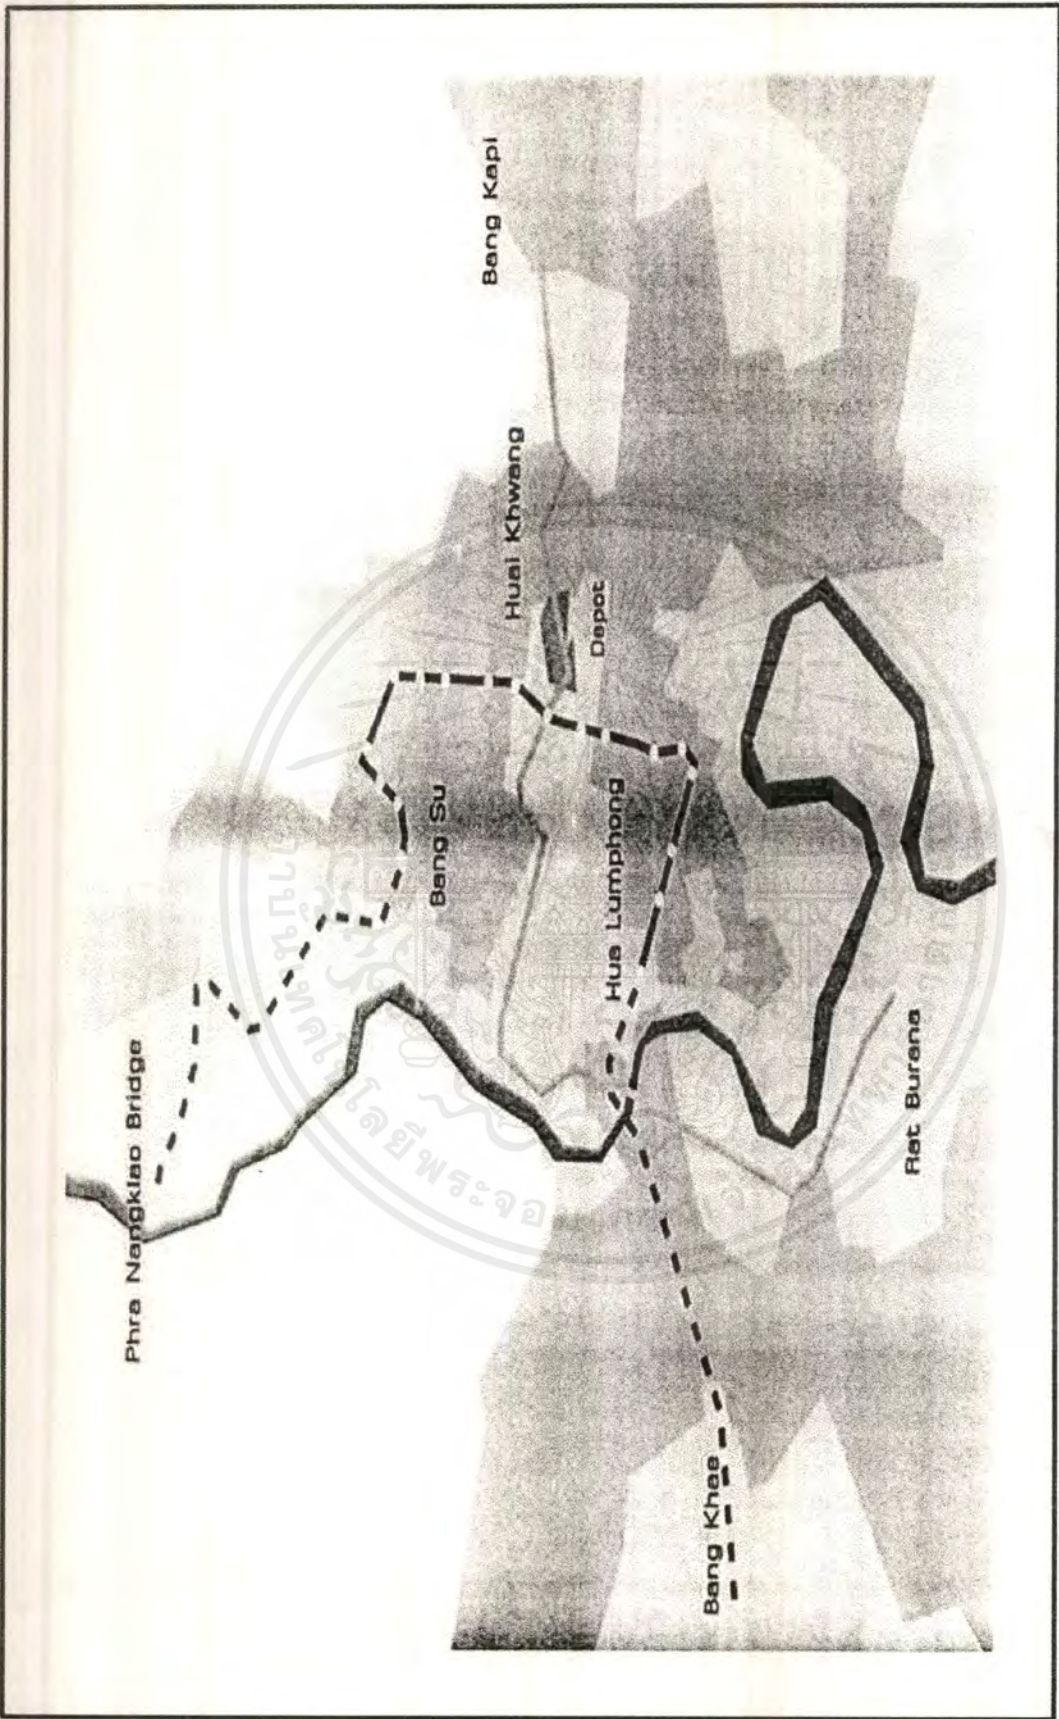 Phra Nangklao Bridge
Bang Su
Huai Khwang
Bang Kapi
Depot
Hua Lumphong
Bang Khae
Rat Burana